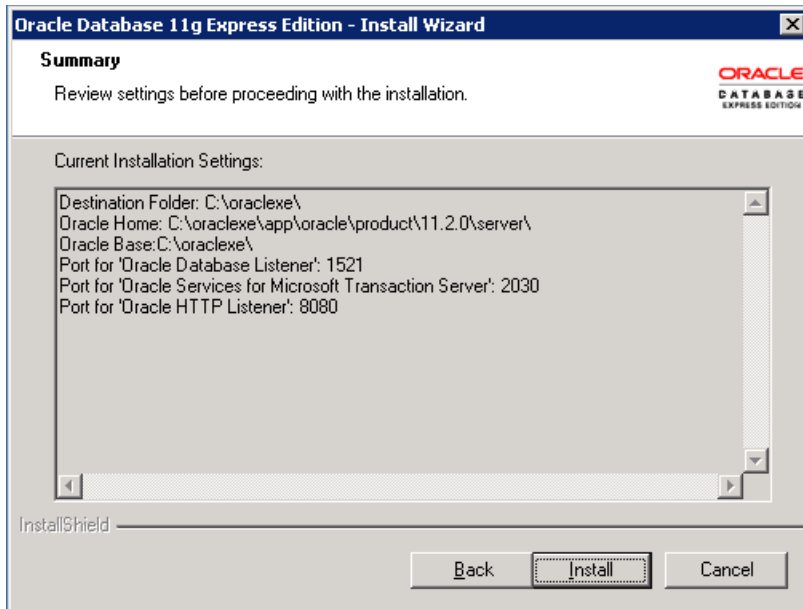 Oracle Database 11g Express Edition - Install Wizard
Summary
Review settings before proceeding with the installation.
ORACLE
DATABASE
EXPRESS EDITION
Current Installation Settings:
Destination Folder: C:\oraclexe\
Oracle Home: C:\oraclexe\app\oracle\product\11.2.0\server\
Oracle Base:C:\oraclexe\
Port for 'Oracle Database Listener': 1521
Port for 'Oracle Services for Microsoft Transaction Server': 2030
Port for 'Oracle HTTP Listener': 8080
InstallShield
Back Install Cancel